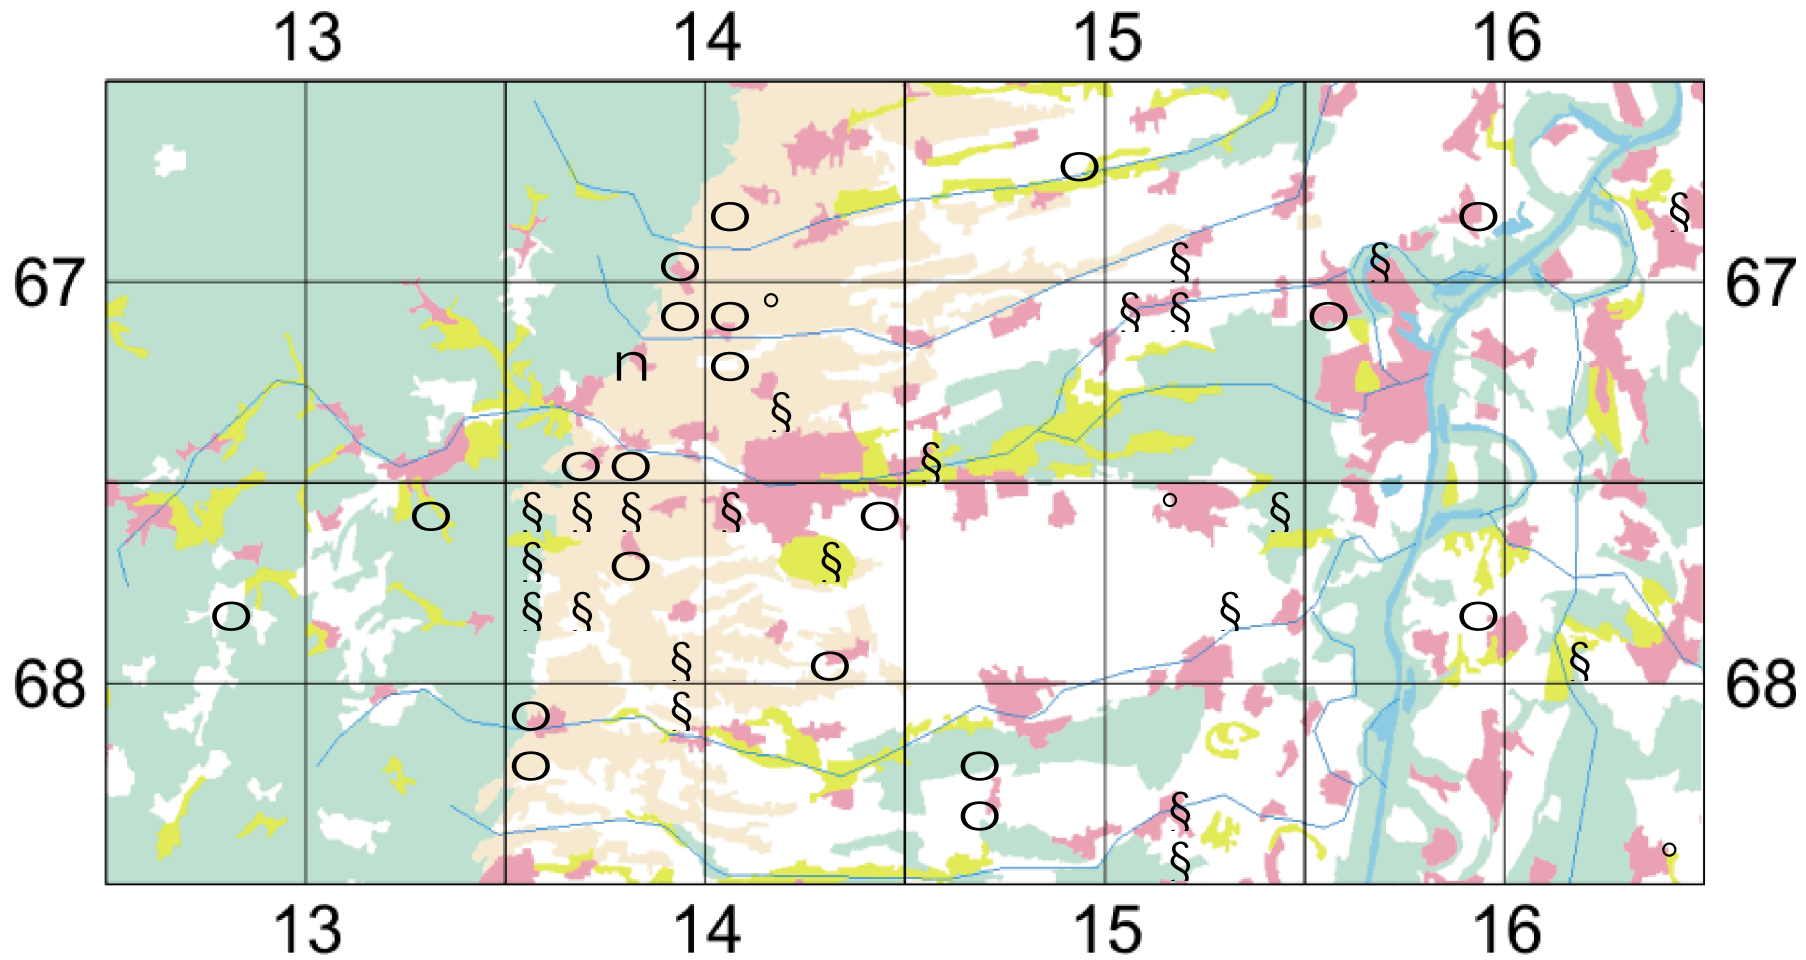 13 14 15 16
O
O O §
O § §
67 67
O O ° § § O
n O
§
O O §
O § § § § O ° §
§ O §
O § § § O
§ O §
68 68
O §
O O
O §
§ °
13 14 15 16